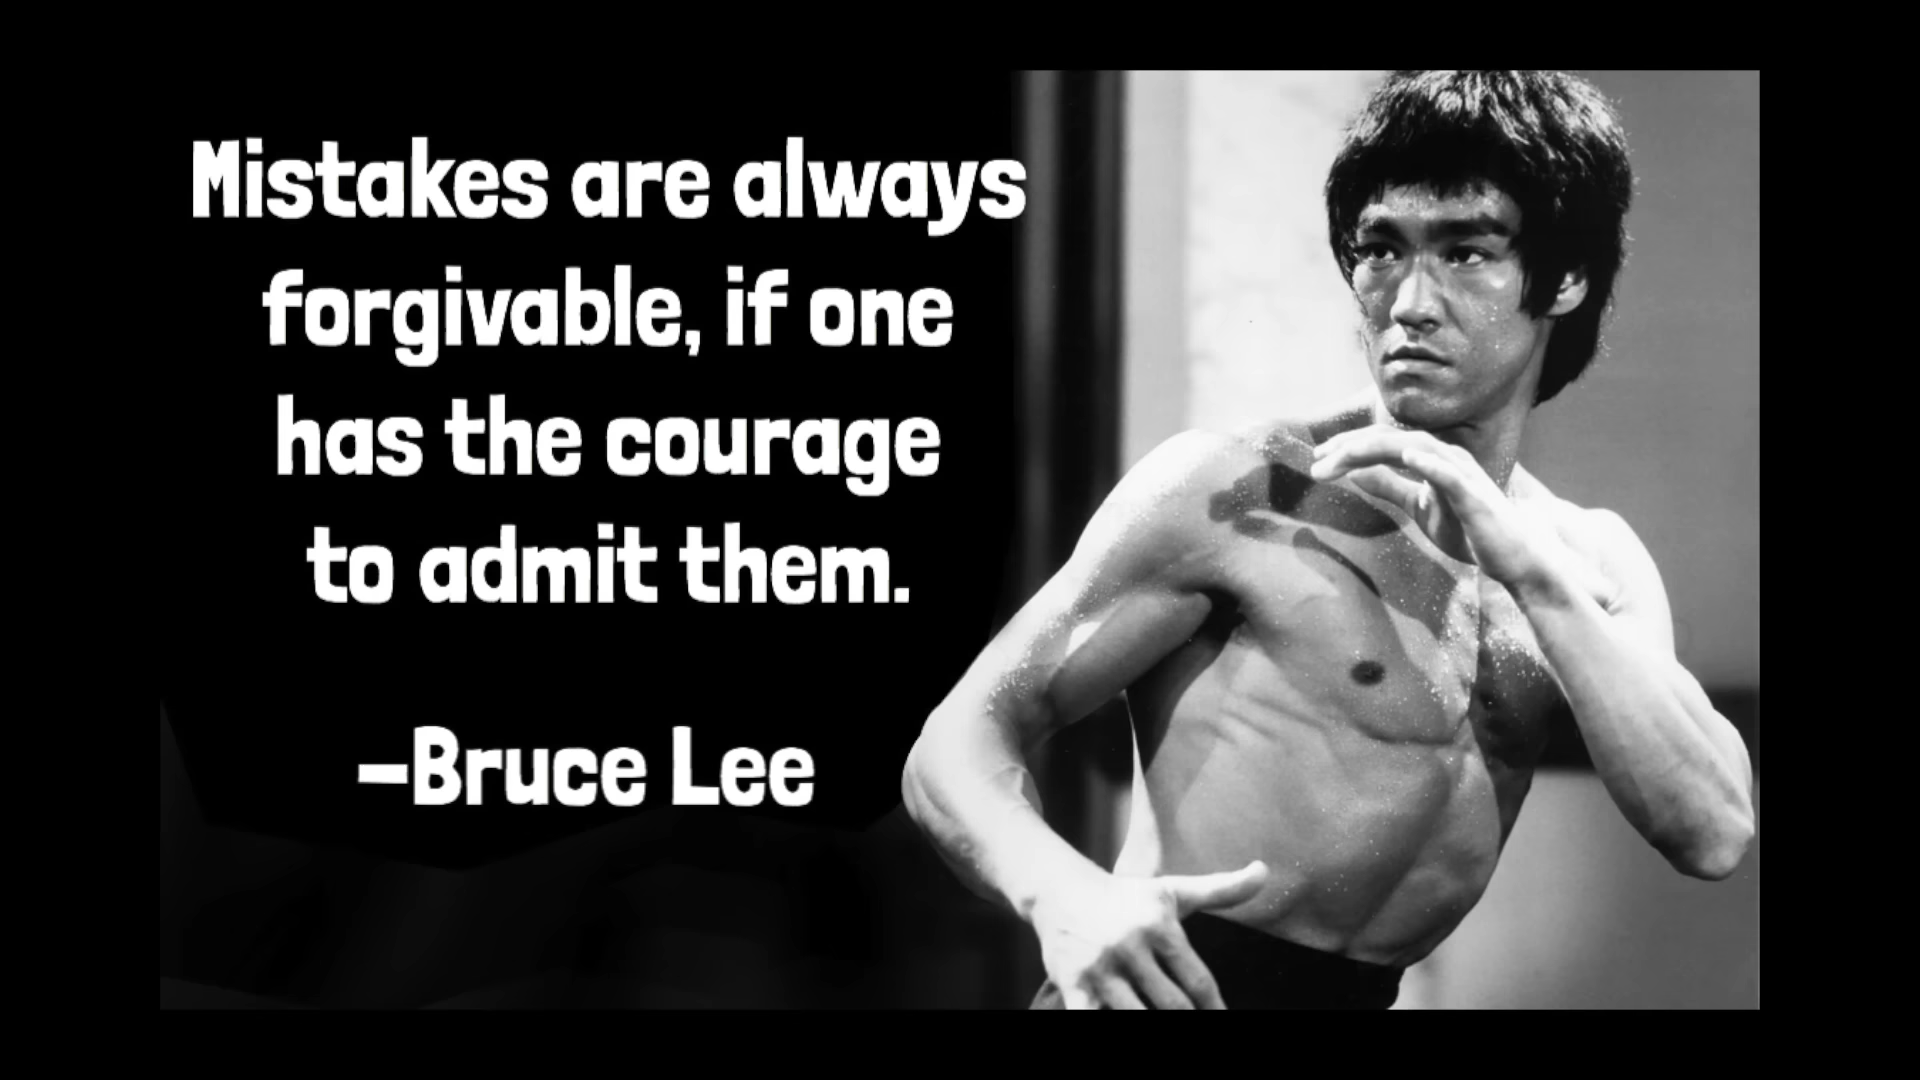 Mistakes are always
forgivable, if one
has the courage
to admit them.
–Bruce Lee